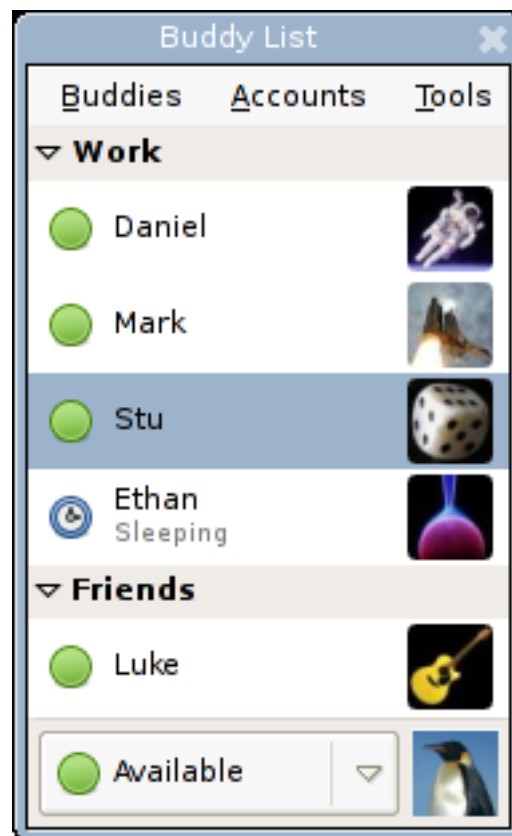 Buddy List
Buddies Accounts Tools
Work
Daniel
Mark
Stu
Ethan
Sleeping
Friends
Luke
Available